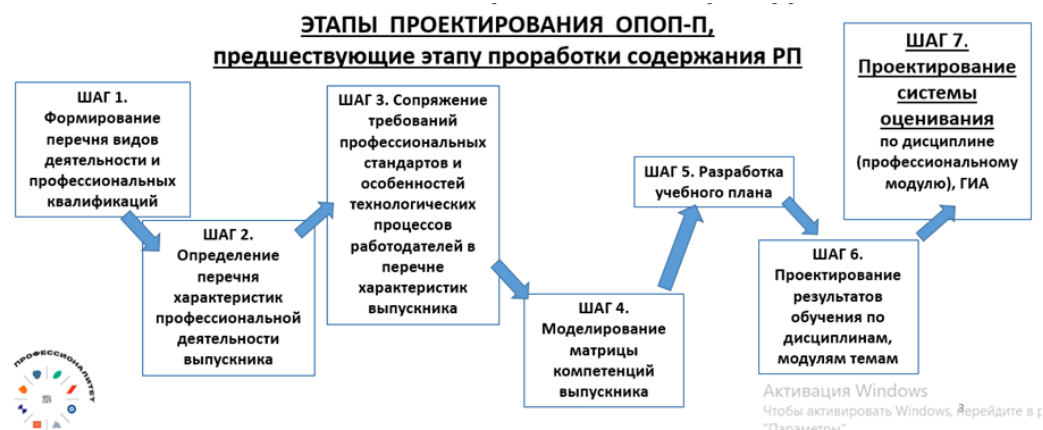 ЭТАПЫ ПРОЕКТИРОВАНИЯ ОПОП-П,
предшествующие этапу проработки содержания РП
ШАГ 1.
Формирование
перечня видов
деятельности и
профессиональных
квалификаций
ШАГ 2.
Определение
перечня
характеристик
профессиональной
деятельности
выпускника
ШАГ 3. Сопряжение
требований
профессиональных
стандартов и
особенностей
технологических
процессов
работодателей в
перечне
характеристик
выпускника
ШАГ 4.
Моделирование
матрицы
компетенций
выпускника
ШАГ 5. Разработка
учебного плана
ШАГ 6.
Проектирование
результатов
обучения по
дисциплинам,
модулям темам
ШАГ 7.
Проектирование
системы
оценивания
по дисциплине
(профессиональному
модулю), ГИА
ПРОФЕССИОНАЛИТЕТ
Активация Windows
Чтобы активировать Windows, перейдите в р
"Параметры"
3